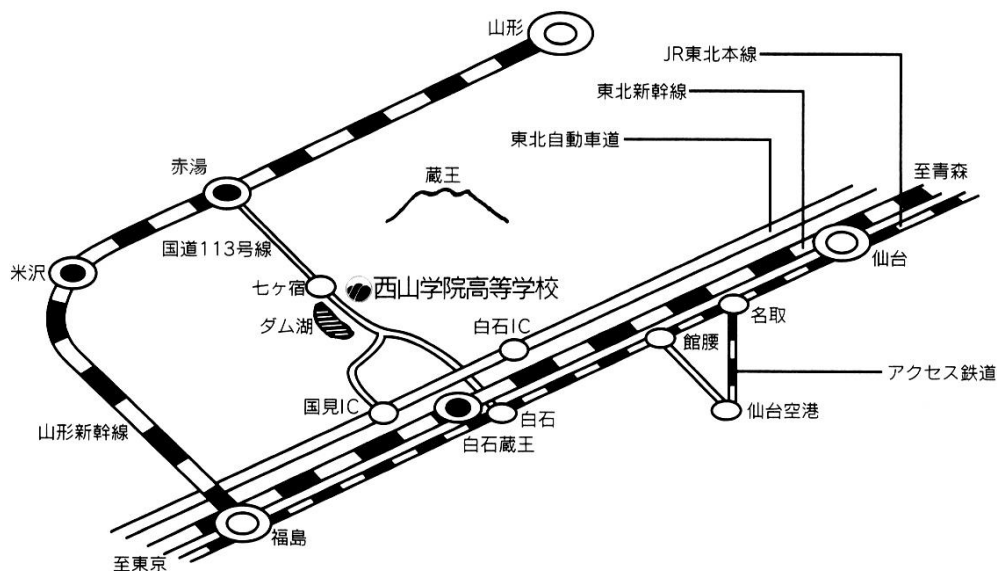 山形
JR東北本線
東北新幹線
東北自動車道
赤湯
蔵王
至青森
国道113号線
仙台
米沢
七ヶ宿
西山学院高等学校
ダム湖
白石IC
名取
館腰
アクセス鉄道
国見IC
白石
仙台空港
山形新幹線
白石蔵王
福島
至東京